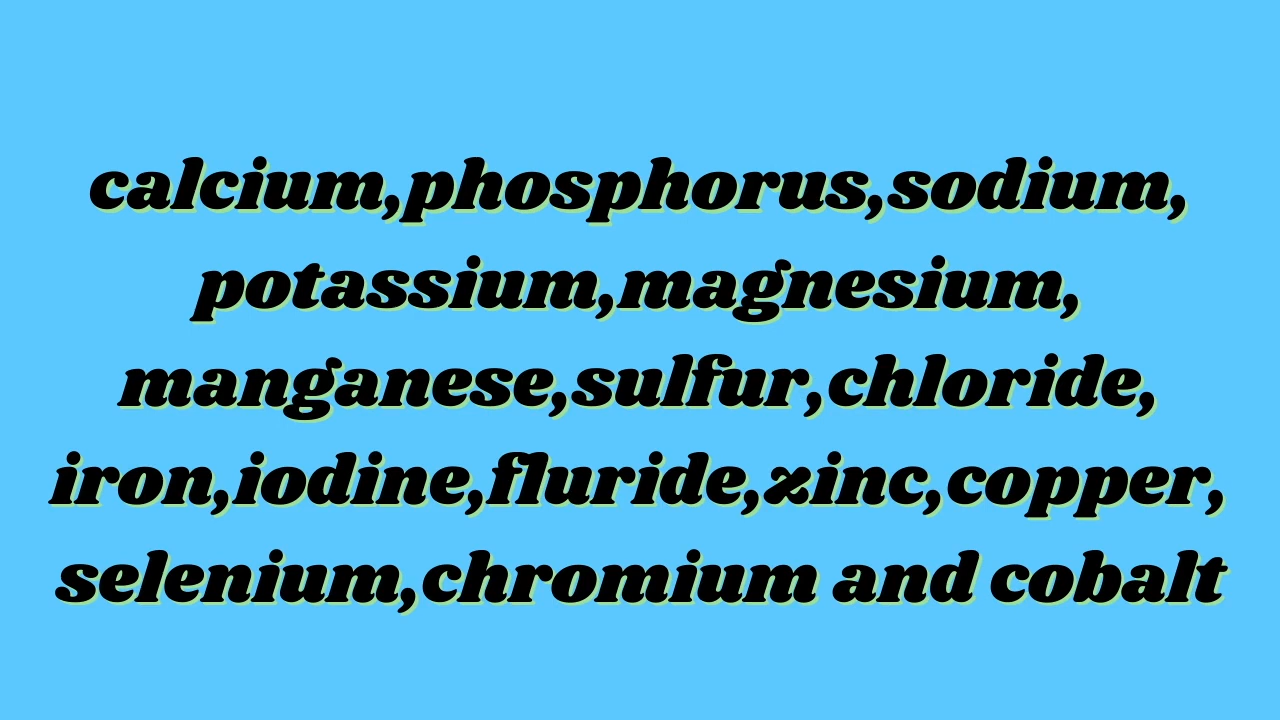 calcium,phosphorus,sodium,
potassium,magnesium,
manganese,sulfur,chloride,
iron,iodine,fluride,zinc,copper,
selenium,chromium and cobalt